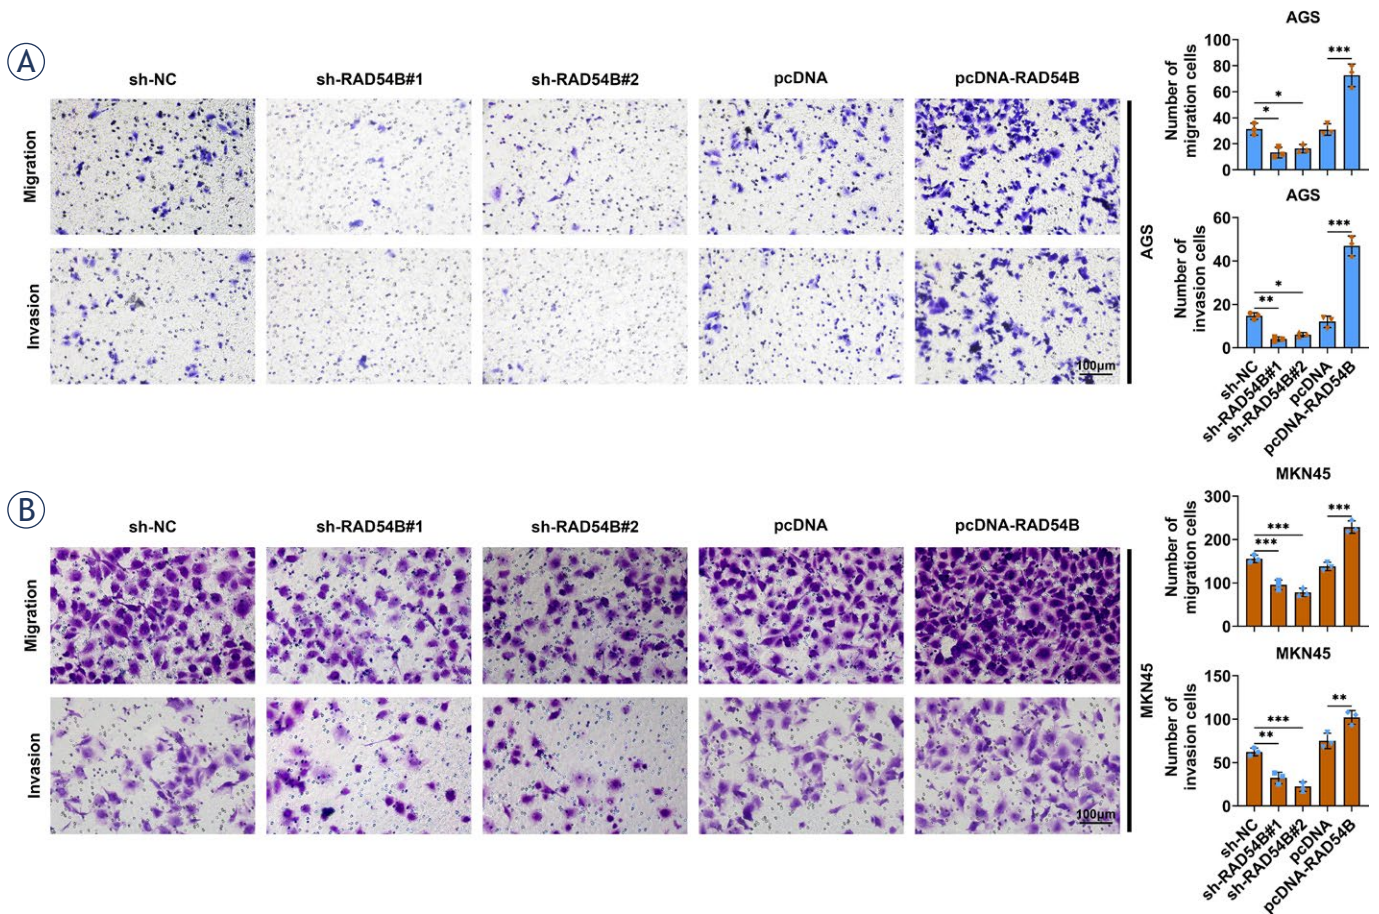 A
sh-NC
sh-RAD54B#1
sh-RAD54B#2
pcDNA
pcDNA-RAD54B
Migration
Invasion
100μm
AGS
AGS
Number of
migration cells
100
80
60
40
20
0
*
*
***
AGS
Number of
invasion cells
60
40
20
0
**
*
***
sh-NC
sh-RAD54B#1
sh-RAD54B#2
pcDNA
pcDNA-RAD54B
B
sh-NC
sh-RAD54B#1
sh-RAD54B#2
pcDNA
pcDNA-RAD54B
Migration
Invasion
100μm
MKN45
MKN45
Number of
migration cells
300
200
100
0
***
***
***
MKN45
Number of
invasion cells
150
100
50
0
**
***
**
sh-NC
sh-RAD54B#1
sh-RAD54B#2
pcDNA
pcDNA-RAD54B